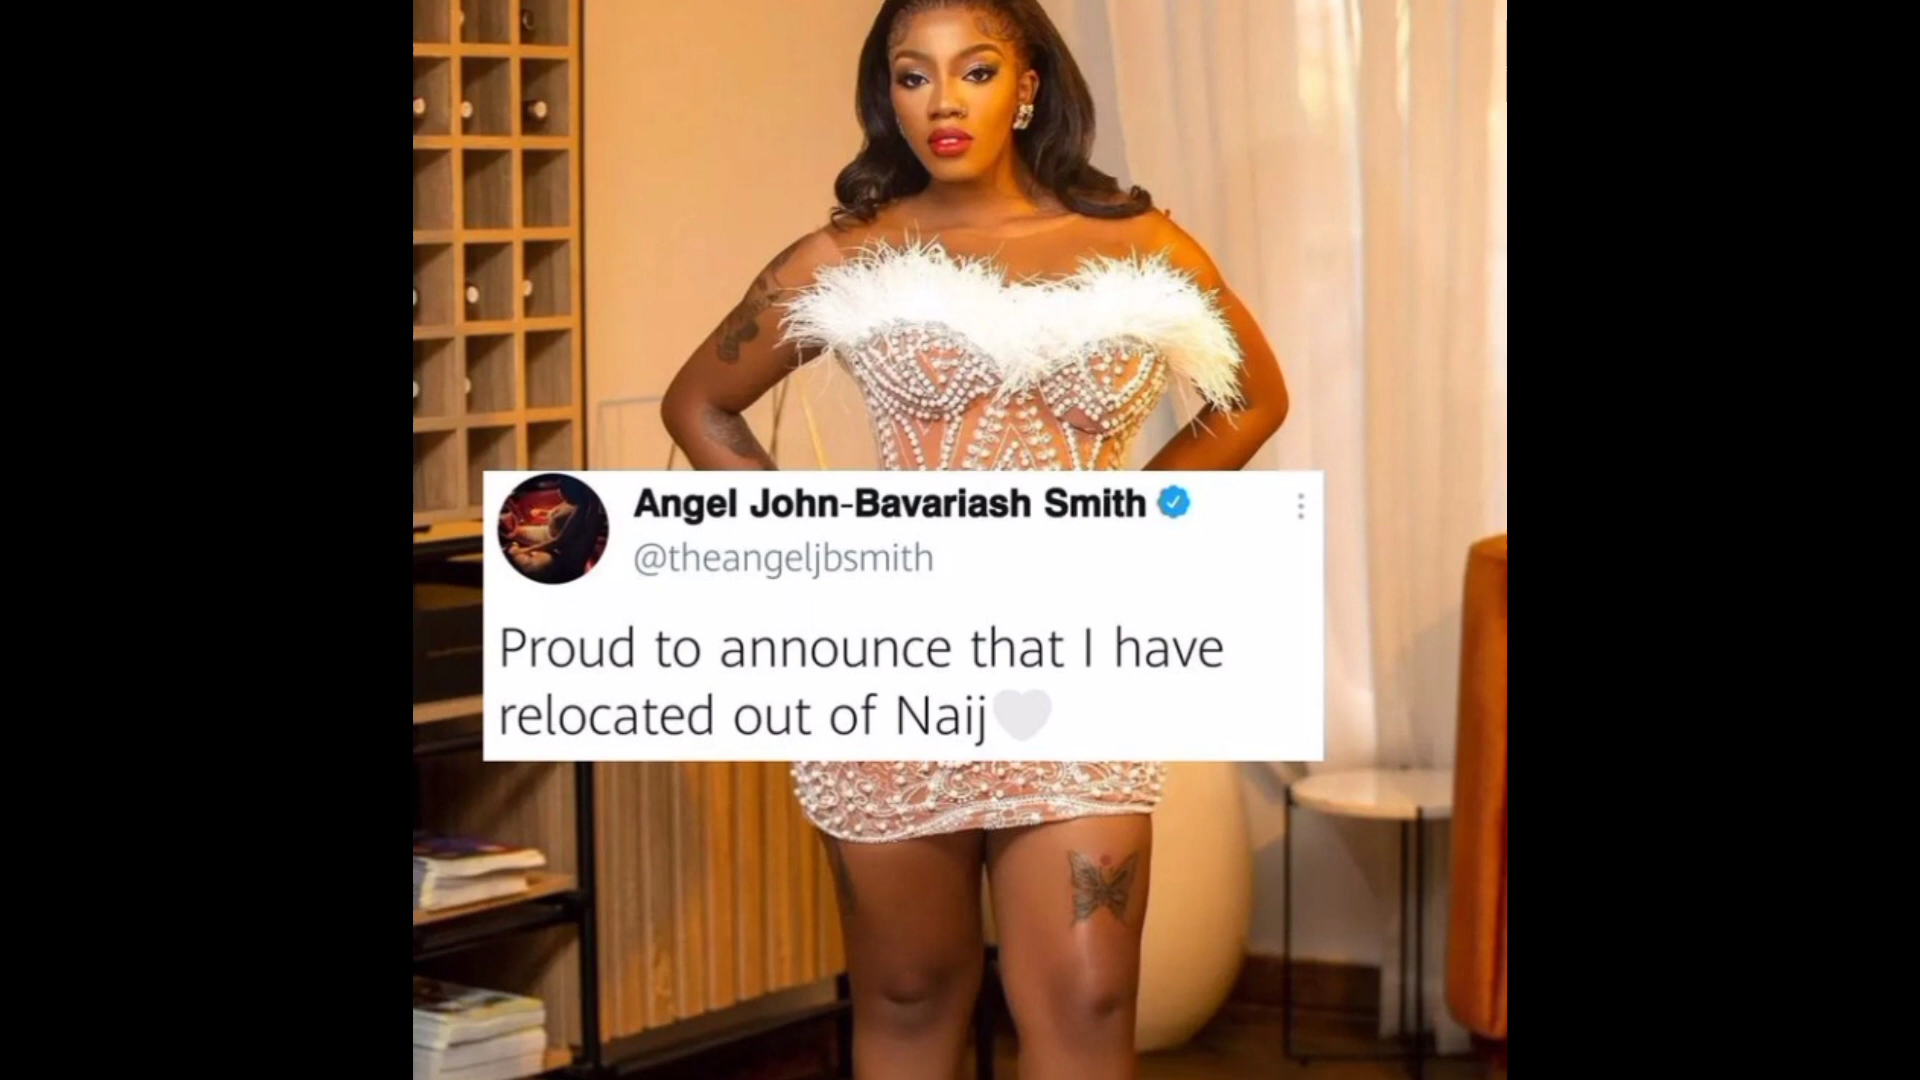 Angel John-Bavariash Smith
@theangeljbsmith
Proud to announce that I have
relocated out of Naij🤍